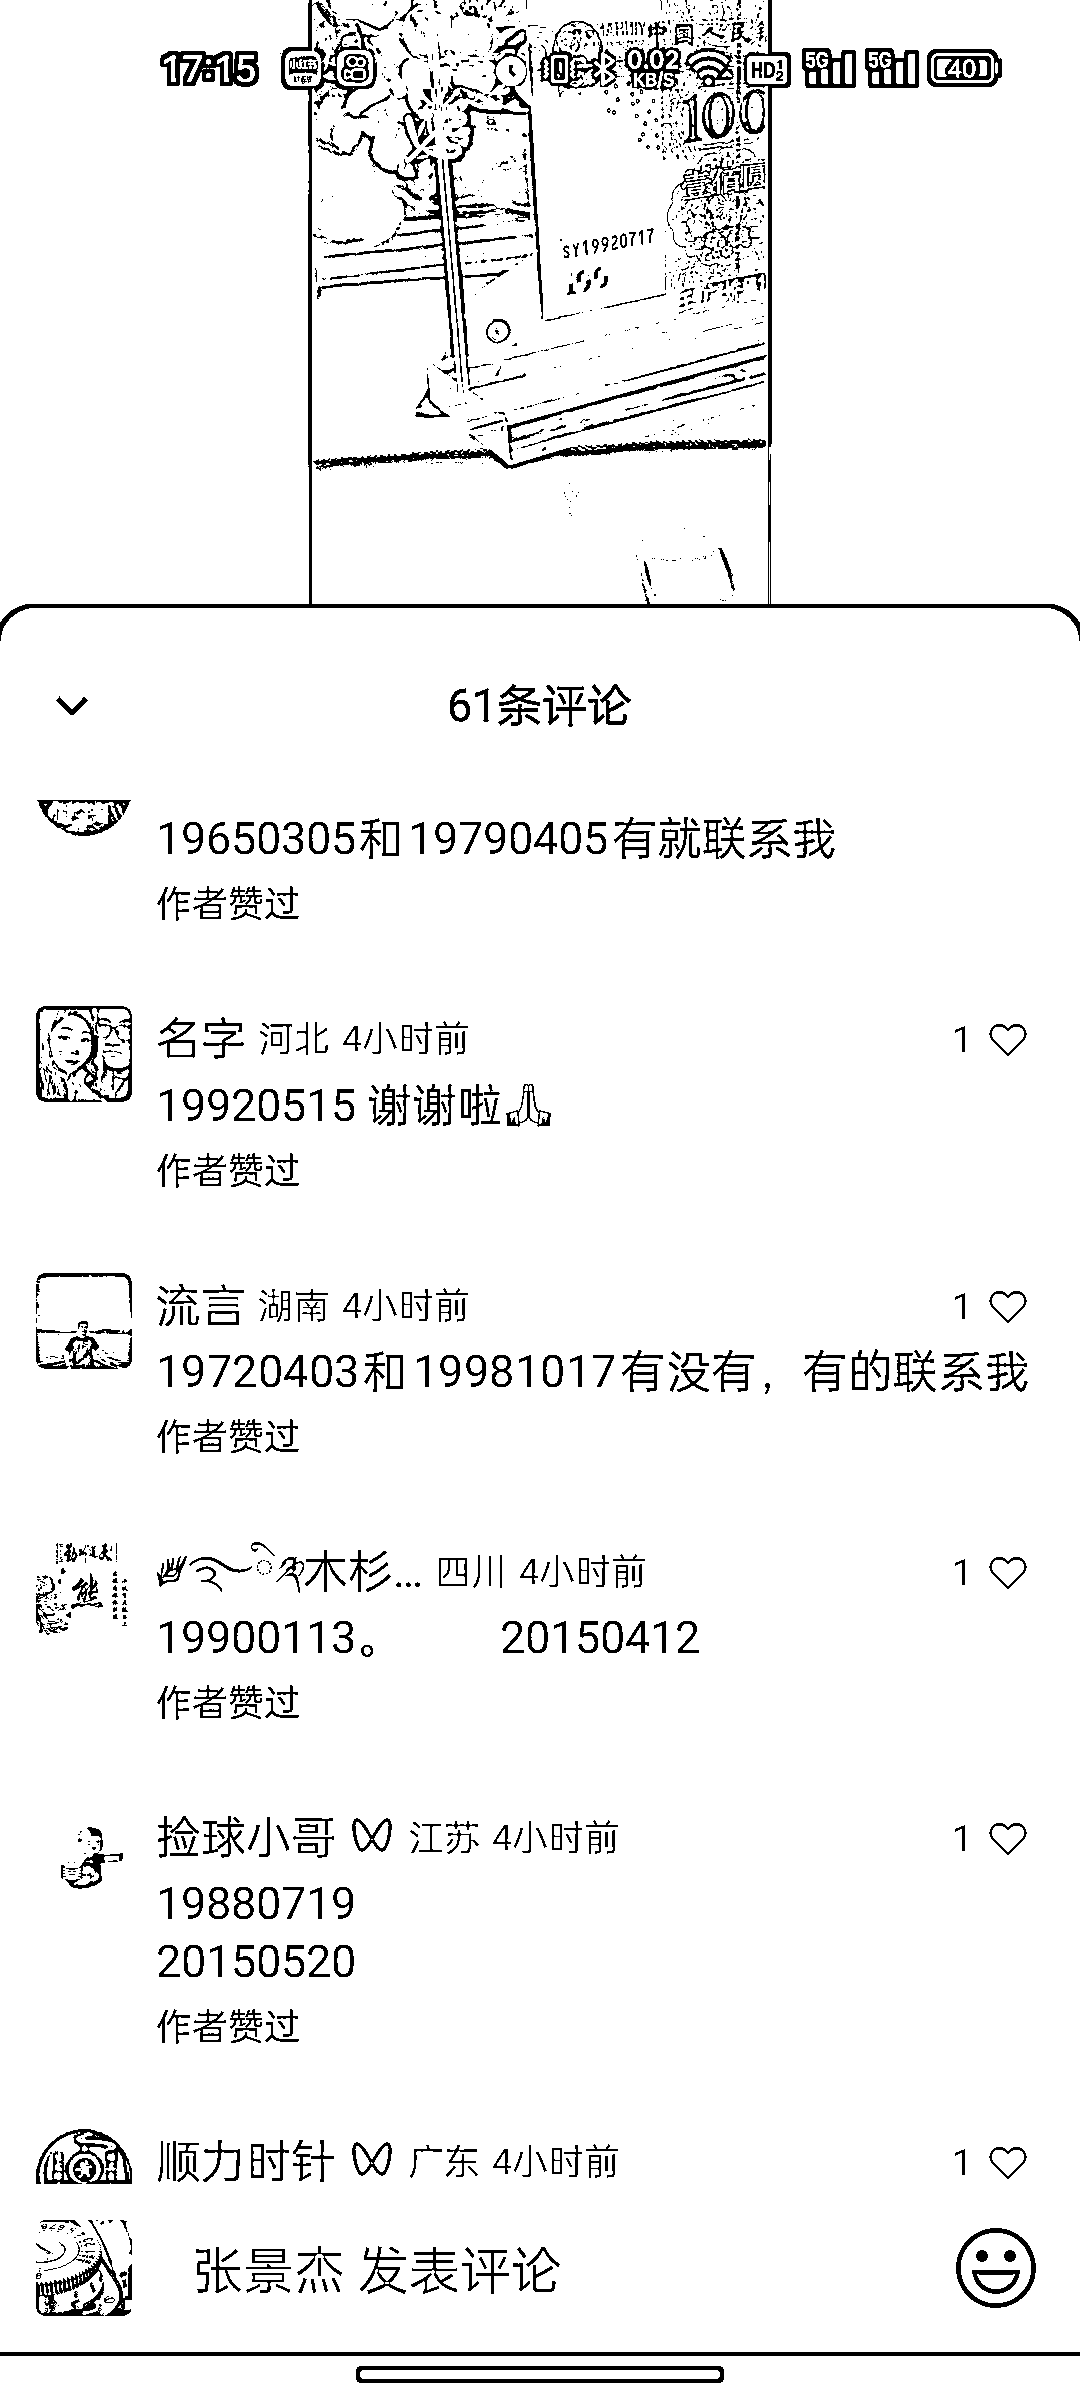 17:15
0.02
KB/S
HD
5G
5G
40
中国人民
100
壹佰圆
SY19920717
100
61条评论
19650305和19790405有就联系我
作者赞过
名字 河北 4小时前
1
19920515 谢谢啦🙏
作者赞过
流言 湖南 4小时前
1
19720403和19981017有没有，有的联系我
作者赞过
木杉... 四川 4小时前
1
熊
19900113。 20150412
作者赞过
捡球小哥 江苏 4小时前
1
19880719
20150520
作者赞过
顺力时针 广东 4小时前
1
张景杰 发表评论